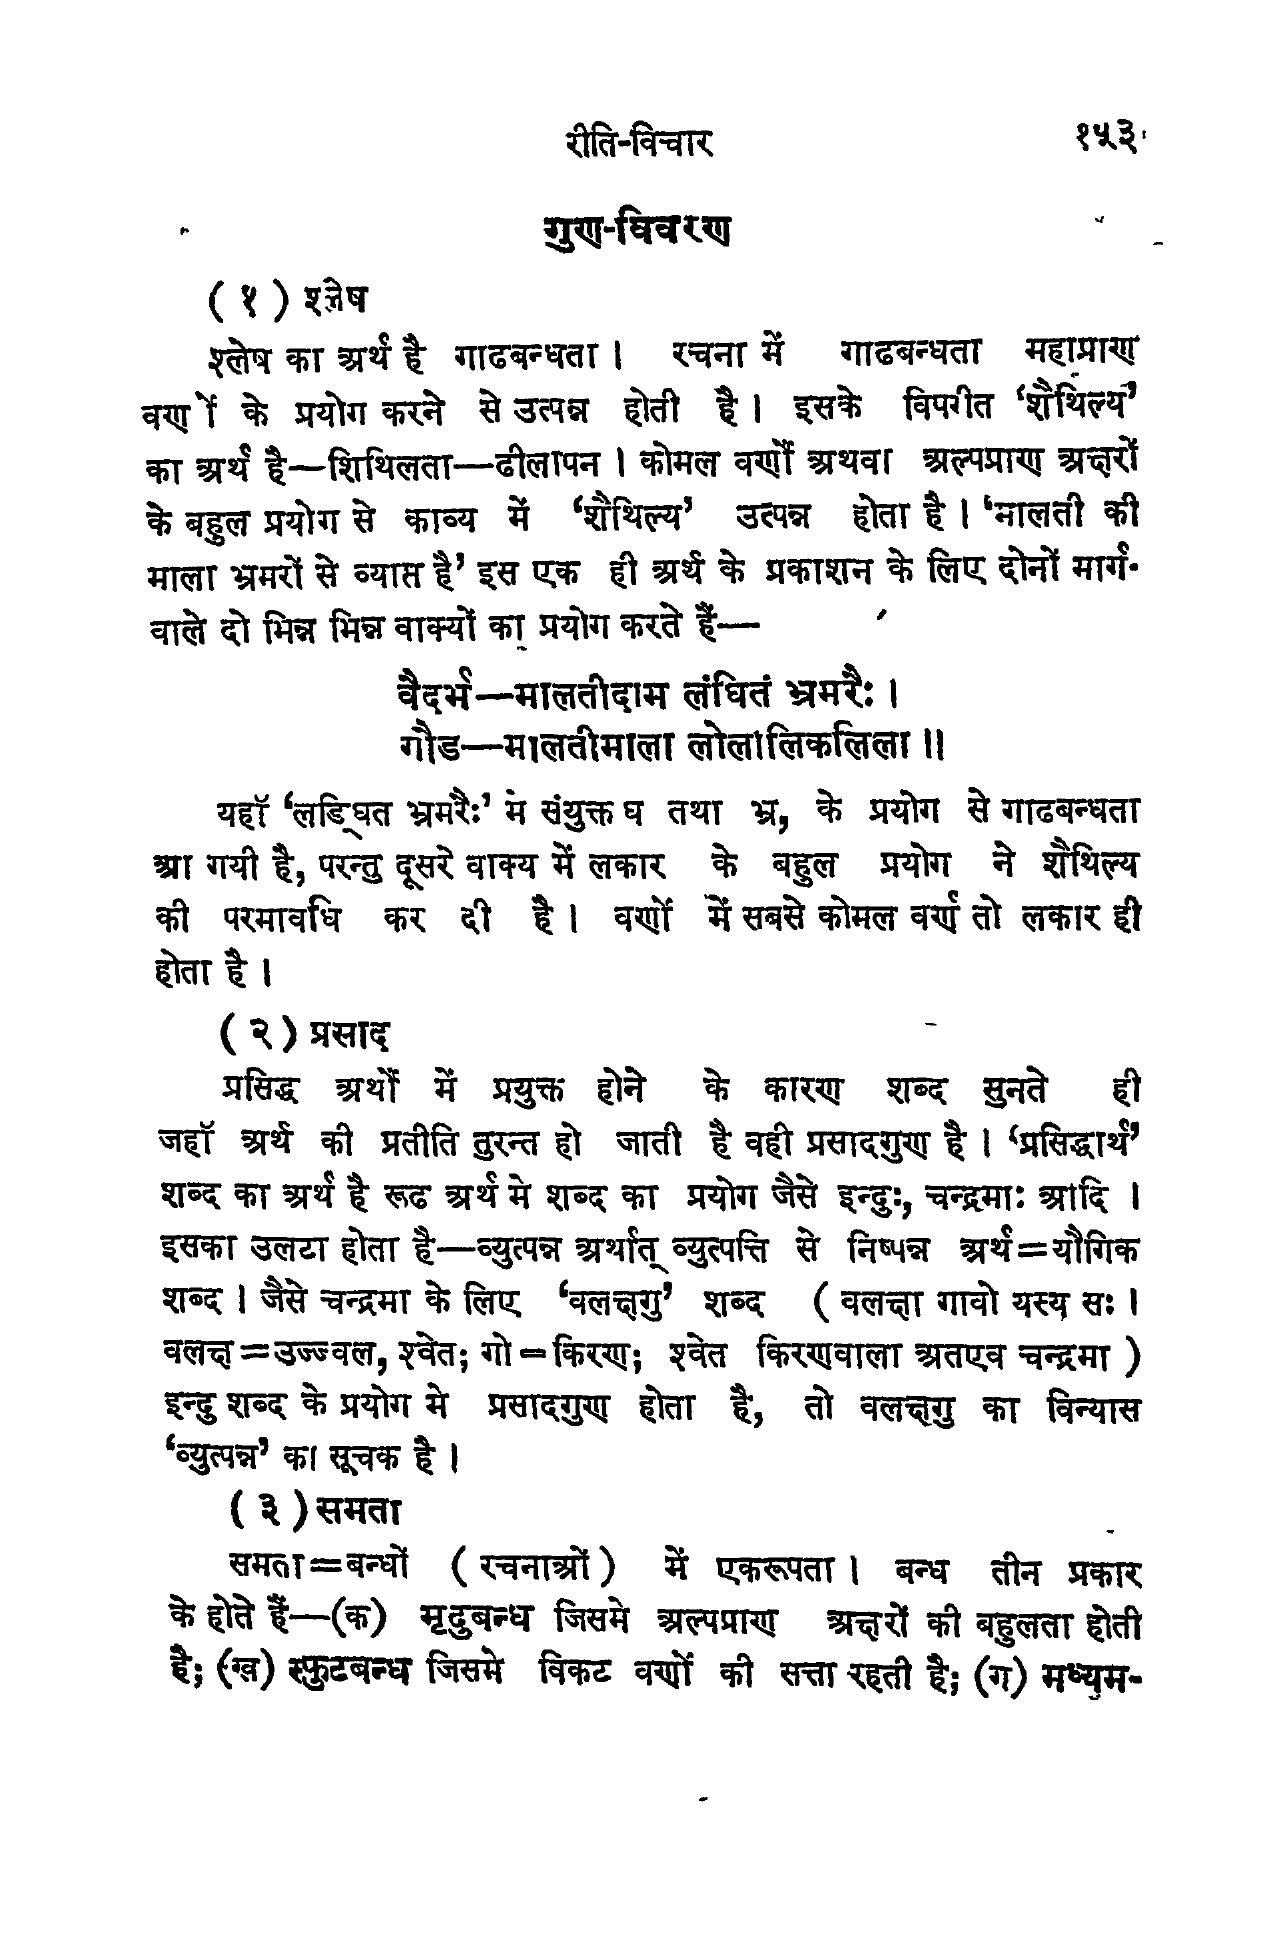 रीति-विचार १५३
गुण-विवरण
( १ ) श्लेष
श्लेष का अर्थ है गाढबन्धता । रचना में गाढबन्धता महाप्राण
वर्णों के प्रयोग करने से उत्पन्न होती है । इसके विपरीत ‘शैथिल्य’
का अर्थ है—शिथिलता—ढीलापन । कोमल वर्णों अथवा अल्पप्राण अक्षरों
के बहुल प्रयोग से काव्य में ‘शैथिल्य’ उत्पन्न होता है । ‘मालती की
माला भ्रमरों से व्याप्त है’ इस एक ही अर्थ के प्रकाशन के लिए दोनों मार्ग-
वाले दो भिन्न भिन्न वाक्यों का प्रयोग करते हैं—
वैदर्भ—मालतीदाम लंघितं भ्रमरैः ।
गौड—मालतीमाला लोलालिकलिला ॥
यहाँ ‘लङ्घित भ्रमरैः’ में संयुक्त घ तथा भ्र, के प्रयोग से गाढबन्धता
आ गयी है, परन्तु दूसरे वाक्य में लकार के बहुल प्रयोग ने शैथिल्य
की परमावधि कर दी है । वर्णों में सबसे कोमल वर्ण तो लकार ही
होता है ।
( २ ) प्रसाद
प्रसिद्ध अर्थों में प्रयुक्त होने के कारण शब्द सुनते ही
जहाँ अर्थ की प्रतीति तुरन्त हो जाती है वही प्रसादगुण है । ‘प्रसिद्धार्थ’
शब्द का अर्थ है रूढ अर्थ मे शब्द का प्रयोग जैसे इन्दुः, चन्द्रमाः आदि ।
इसका उलटा होता है—व्युत्पन्न अर्थात् व्युत्पत्ति से निष्पन्न अर्थ=यौगिक
शब्द । जैसे चन्द्रमा के लिए ‘वलक्षगु’ शब्द ( वलक्षा गावो यस्य सः ।
वलक्ष=उज्ज्वल, श्वेत; गो=किरण; श्वेत किरणवाला अतएव चन्द्रमा )
इन्दु शब्द के प्रयोग मे प्रसादगुण होता है, तो वलक्षगु का विन्यास
‘व्युत्पन्न’ का सूचक है ।
( ३ ) समता
समता=बन्धों ( रचनाओं ) में एकरूपता । बन्ध तीन प्रकार
के होते हैं—(क) मृदुबन्ध जिसमे अल्पप्राण अक्षरों की बहुलता होती
है; (ख) स्फुटबन्ध जिसमे विकट वर्णों की सत्ता रहती है; (ग) मध्यम-